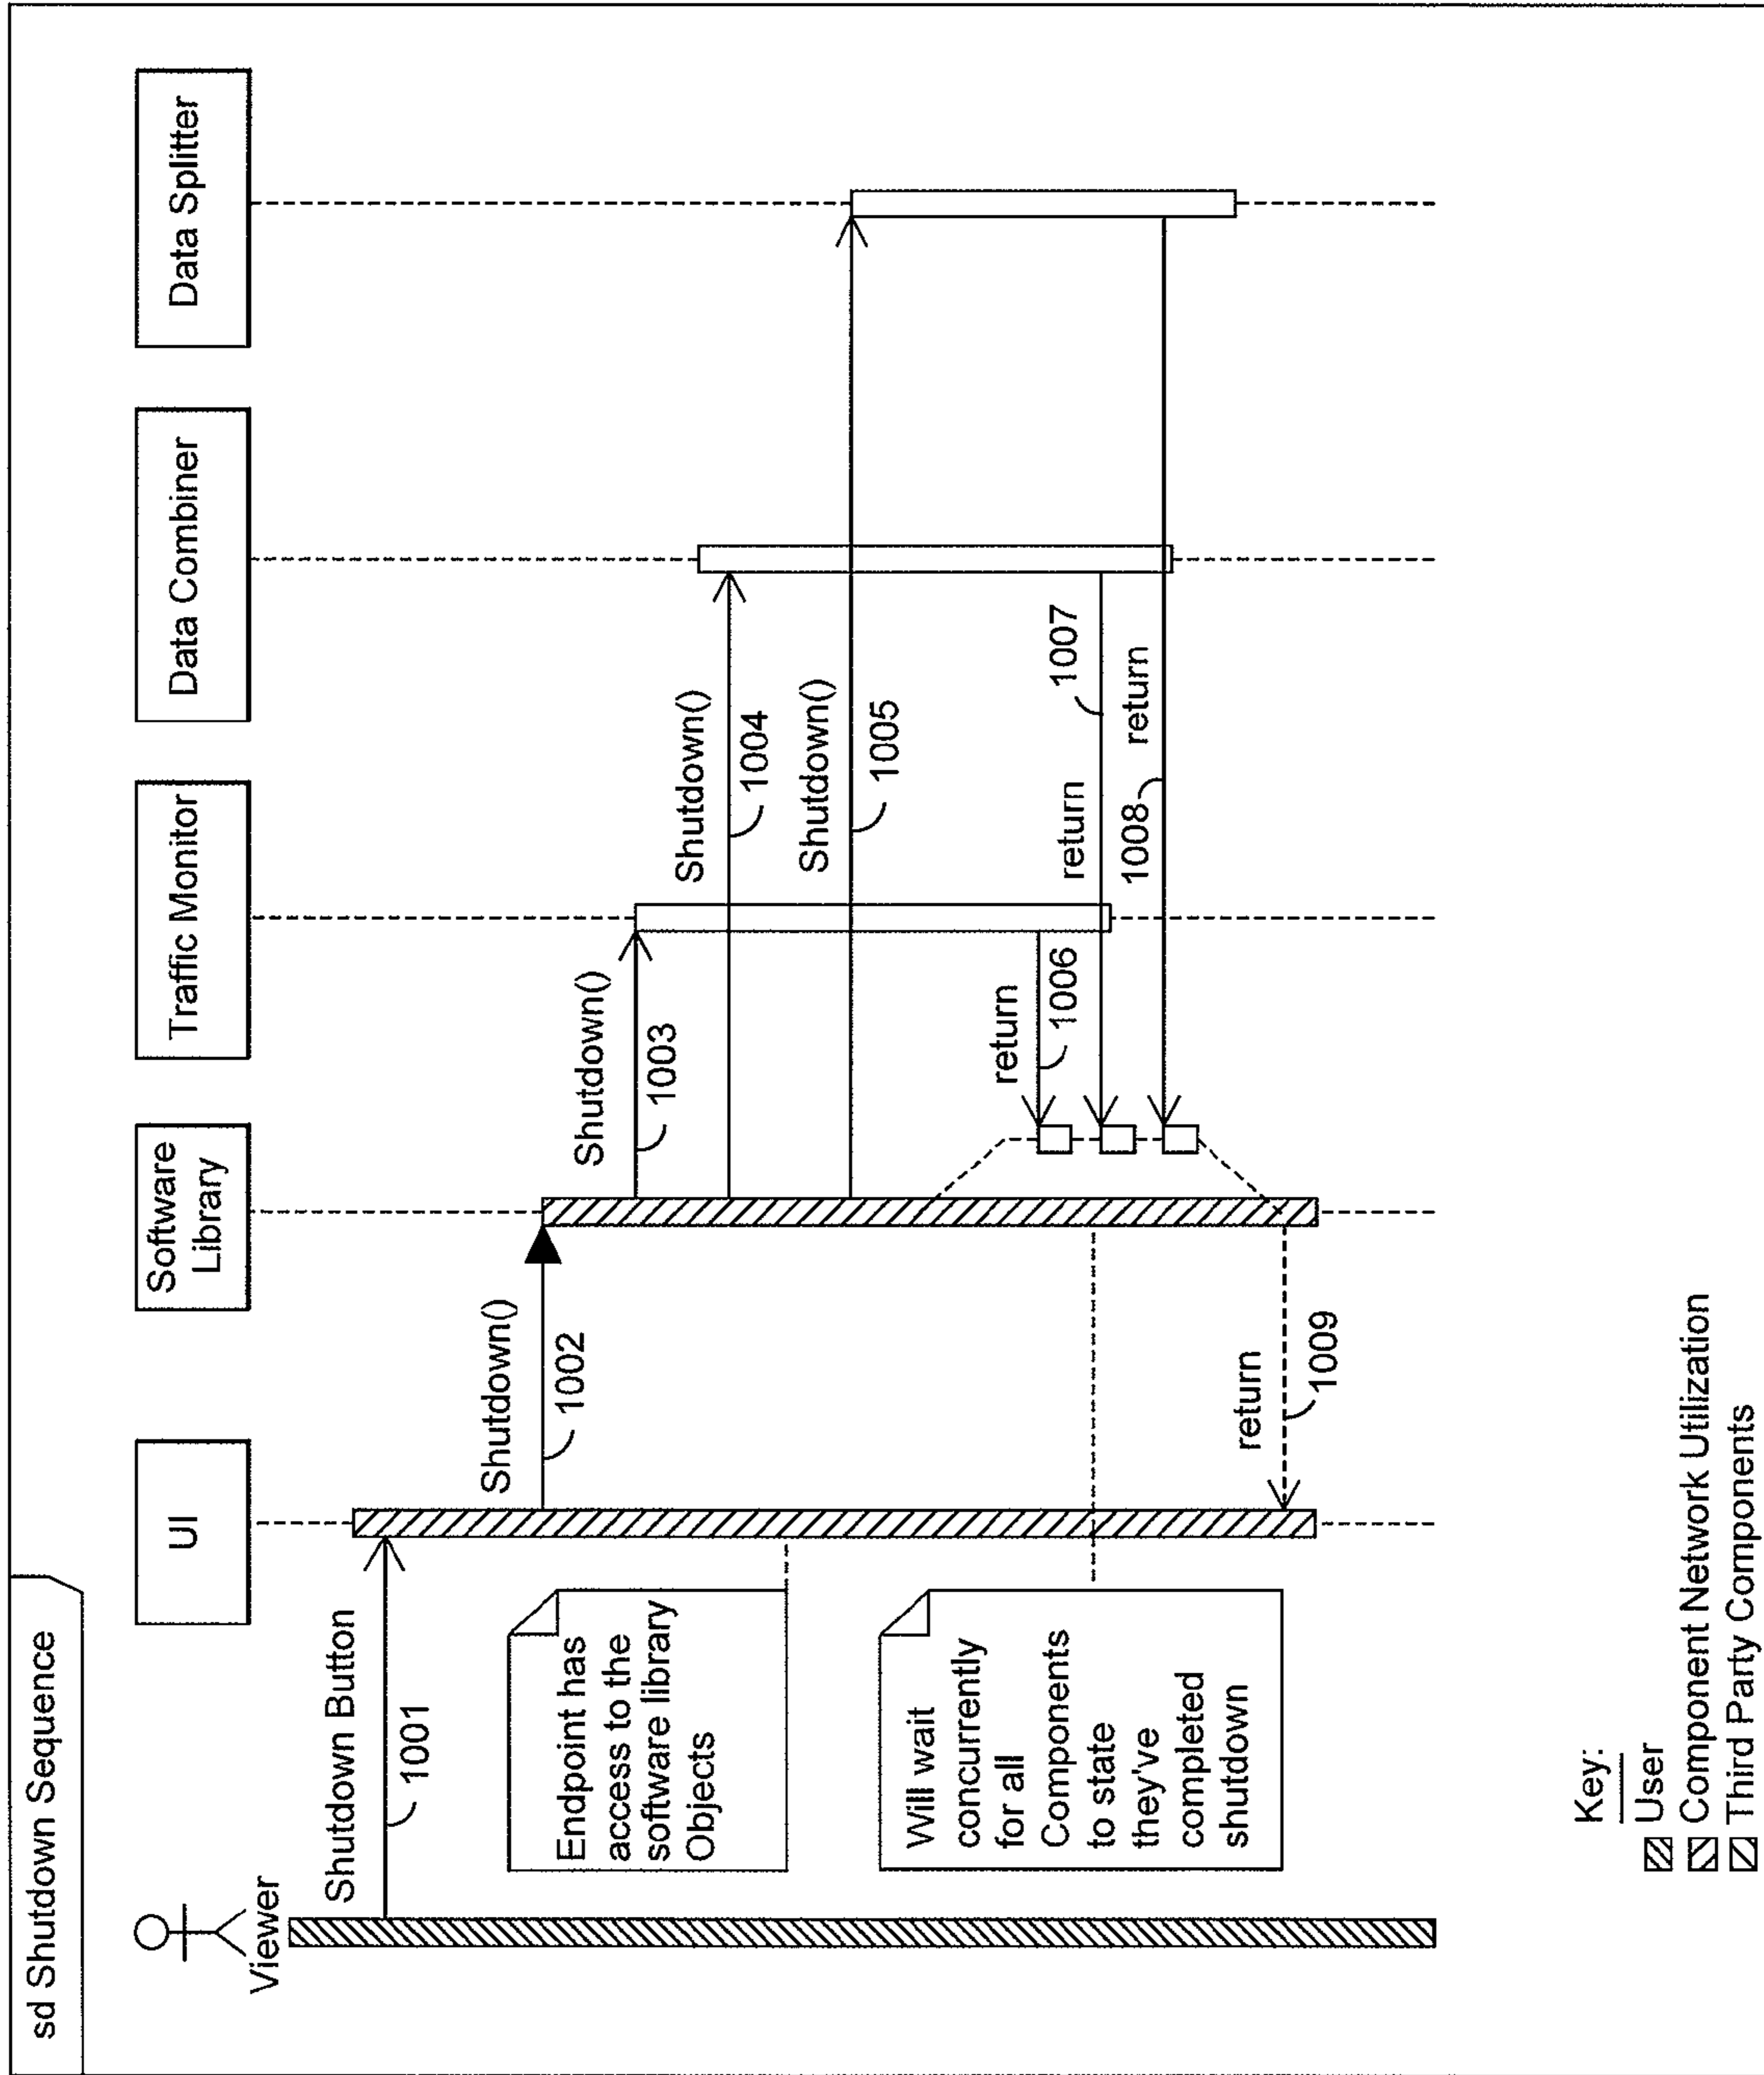 sd Shutdown Sequence
Viewer
UI
Software
Library
Traffic Monitor
Data Combiner
Data Splitter
Shutdown Button
1001
Shutdown()
1002
Shutdown()
1003
Shutdown()
1004
Shutdown()
1005
Endpoint has
access to the
software library
Objects
Will wait
concurrently
for all
Components
to state
they've
completed
shutdown
return
1006
return
1007
1008
return
return
1009
Key:
User
Component Network Utilization
Third Party Components